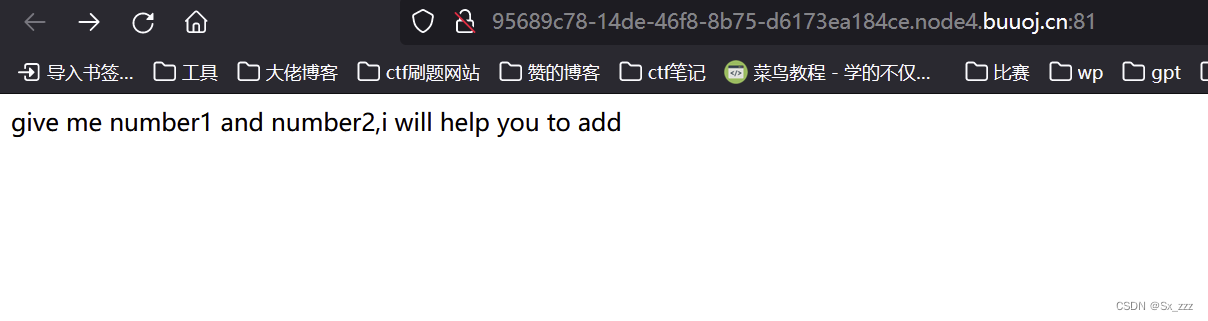 95689c78-14de-46f8-8b75-d6173ea184ce.node4.buuoj.cn:81
导入书签... 工具 大佬博客 ctf刷题网站 赞的博客 ctf笔记 菜鸟教程 - 学的不仅... 比赛 wp gpt
give me number1 and number2,i will help you to add
CSDN @Sx_zzz